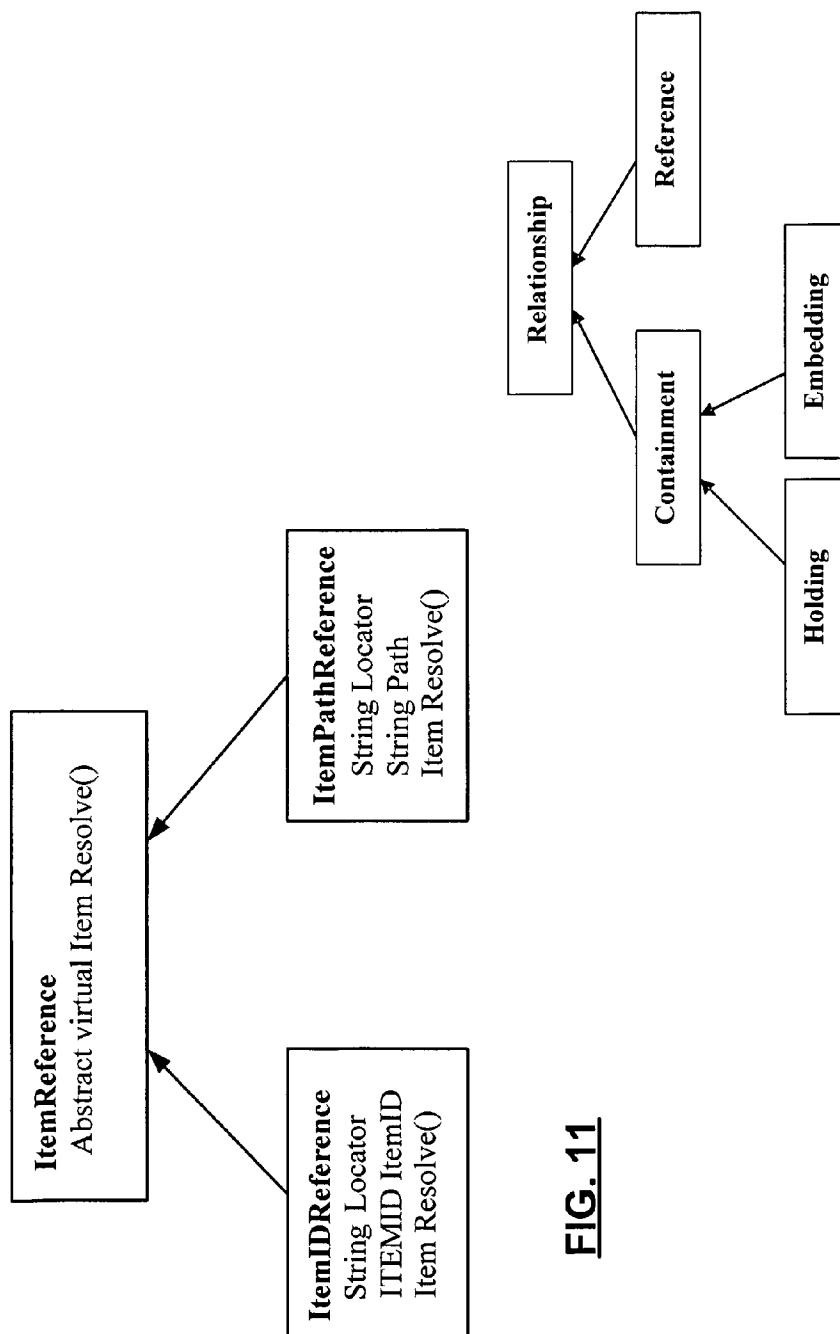 ItemReference
Abstract virtual Item Resolve()
ItemIDReference
String Locator
ITEMID ItemID
Item Resolve()
ItemPathReference
String Locator
String Path
Item Resolve()
Relationship
Containment
Reference
Holding
Embedding
FIG. 11